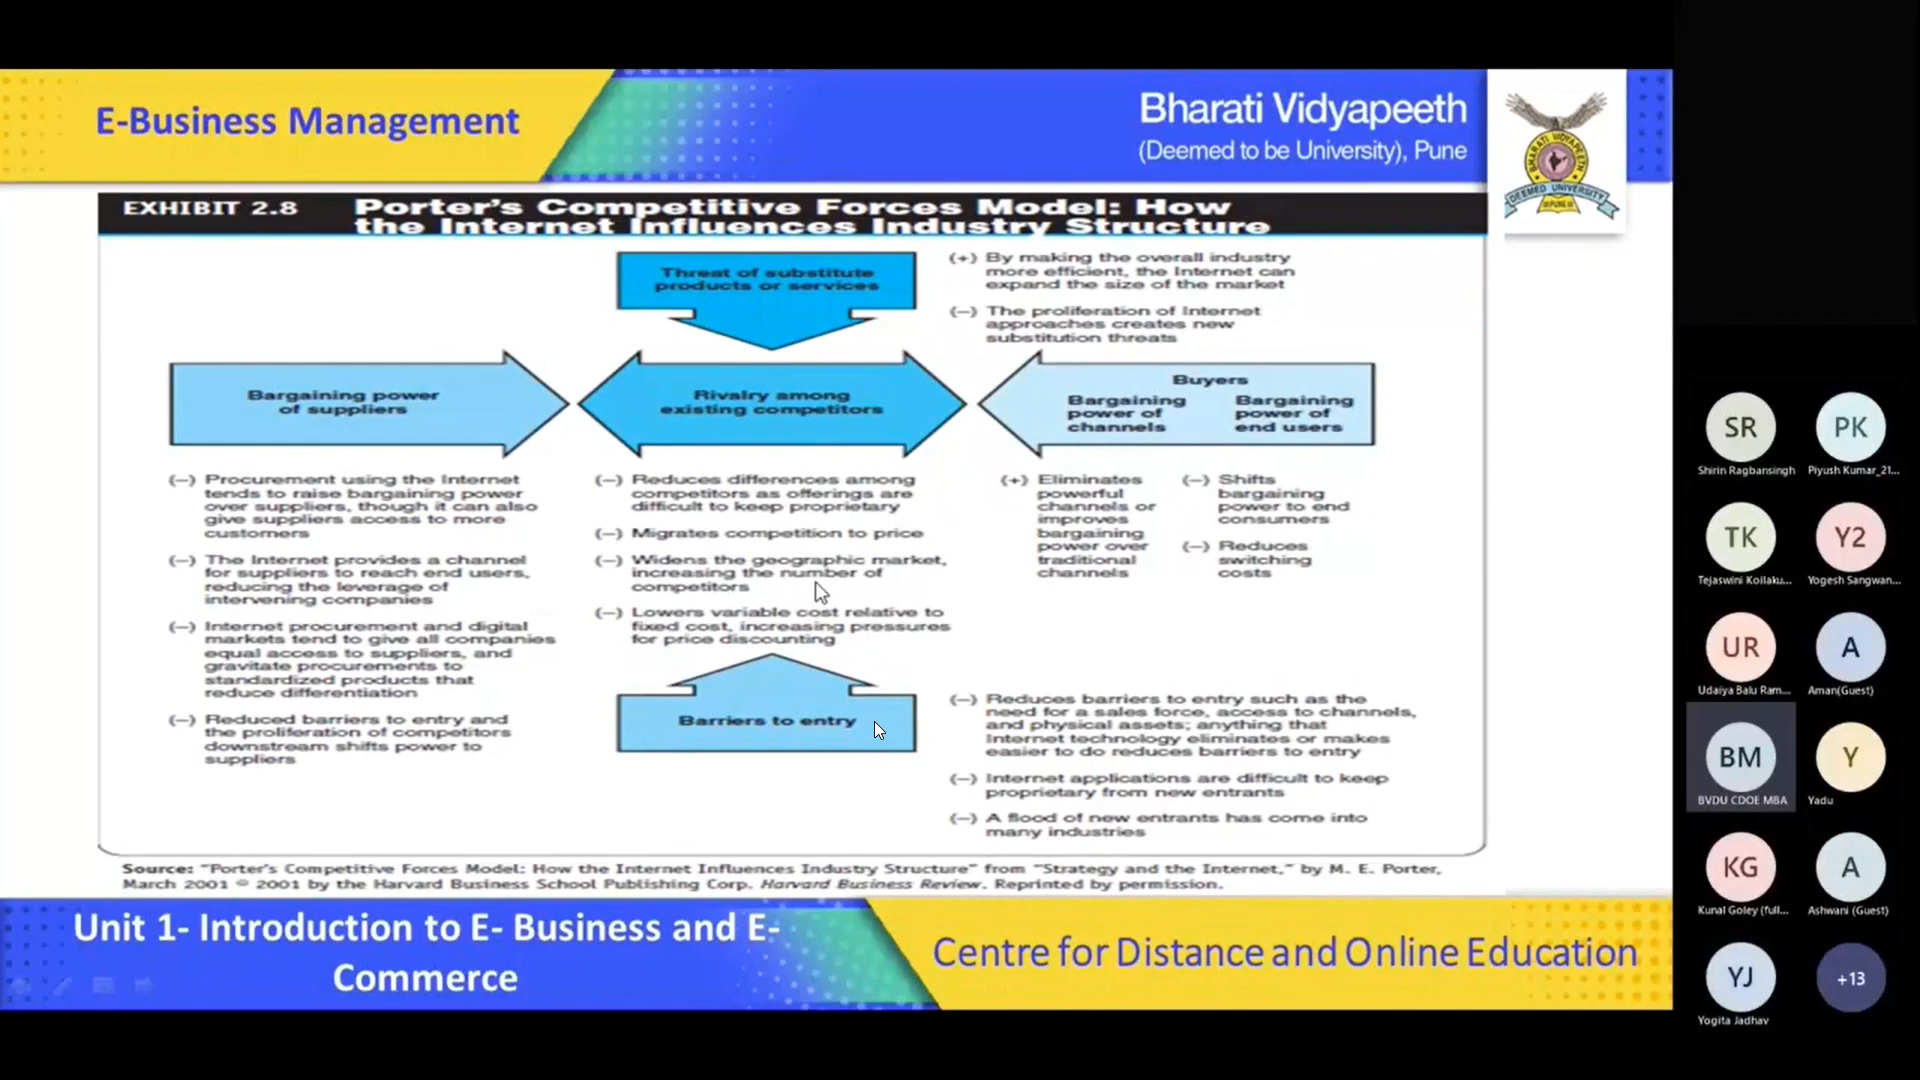 E-Business Management
Bharati Vidyapeeth
(Deemed to be University), Pune
BHARATI VIDYAPEETH
DEEMED UNIVERSITY
EXHIBIT 2.8
Porter's Competitive Forces Model: How
the Internet Influences Industry Structure
Threat of substitute
products or services
(+) By making the overall industry
more efficient, the Internet can
expand the size of the market
(−) The proliferation of Internet
approaches creates new
substitution threats
Bargaining power
of suppliers
Rivalry among
existing competitors
Buyers
Bargaining
power of
channels
Bargaining
power of
end users
(−) Procurement using the Internet
tends to raise bargaining power
over suppliers, though it can also
give suppliers access to more
customers
(−) The Internet provides a channel
for suppliers to reach end users,
reducing the leverage of
intervening companies
(−) Internet procurement and digital
markets tend to give all companies
equal access to suppliers, and
gravitate procurements to
standardized products that
reduce differentiation
(−) Reduced barriers to entry and
the proliferation of competitors
downstream shifts power to
suppliers
(−) Reduces differences among
competitors as offerings are
difficult to keep proprietary
(−) Migrates competition to price
(−) Widens the geographic market,
increasing the number of
competitors
(−) Lowers variable cost relative to
fixed cost, increasing pressures
for price discounting
(+) Eliminates
powerful
channels or
improves
bargaining
power over
traditional
channels
(−) Shifts
bargaining
power to end
consumers
(−) Reduces
switching
costs
Barriers to entry
(−) Reduces barriers to entry such as the
need for a sales force, access to channels,
and physical assets; anything that
Internet technology eliminates or makes
easier to do reduces barriers to entry
(−) Internet applications are difficult to keep
proprietary from new entrants
(−) A flood of new entrants has come into
many industries
Source: "Porter's Competitive Forces Model: How the Internet Influences Industry Structure" from "Strategy and the Internet," by M. E. Porter,
March 2001 © 2001 by the Harvard Business School Publishing Corp. Harvard Business Review. Reprinted by permission.
Unit 1- Introduction to E- Business and E-
Commerce
Centre for Distance and Online Education
SR
Shirin Ragbansingh
PK
Piyush Kumar_21...
TK
Tejaswini Koilaku...
Y2
Yogesh Sangwan...
UR
Udaiya Balu Ram...
A
Aman(Guest)
BM
BVDU CDOE MBA
Y
Yadu
KG
Kunal Goley (full...
A
Ashwani (Guest)
YJ
Yogita Jadhav
+13